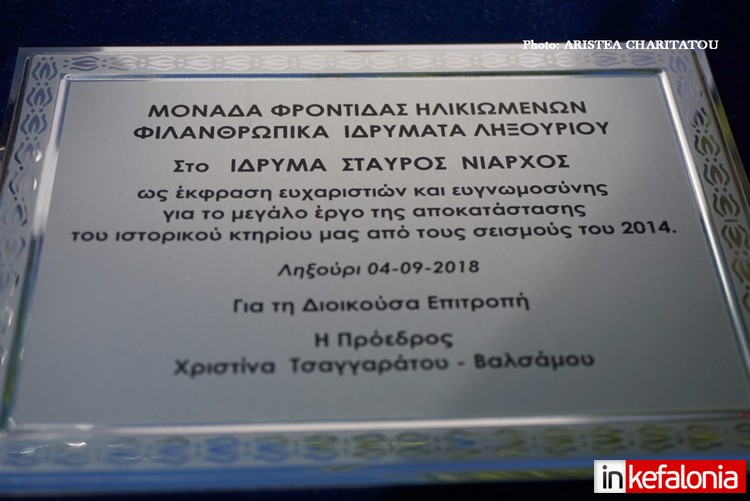 Photo: ARISTEA CHARITATOU
ΜΟΝΑΔΑ ΦΡΟΝΤΙΔΑΣ ΗΛΙΚΙΩΜΕΝΩΝ
ΦΙΛΑΝΘΡΩΠΙΚΑ ΙΔΡΥΜΑΤΑ ΛΗΞΟΥΡΙΟΥ
Στο ΙΔΡΥΜΑ ΣΤΑΥΡΟΣ ΝΙΑΡΧΟΣ
ως έκφραση ευχαριστιών και ευγνωμοσύνης
για το μεγάλο έργο της αποκατάστασης
του ιστορικού κτηρίου μας από τους σεισμούς του 2014.
Ληξούρι 04-09-2018
Για τη Διοικούσα Επιτροπή
Η Πρόεδρος
Χριστίνα Τσαγγαράτου - Βαλσάμου
inkefalonia